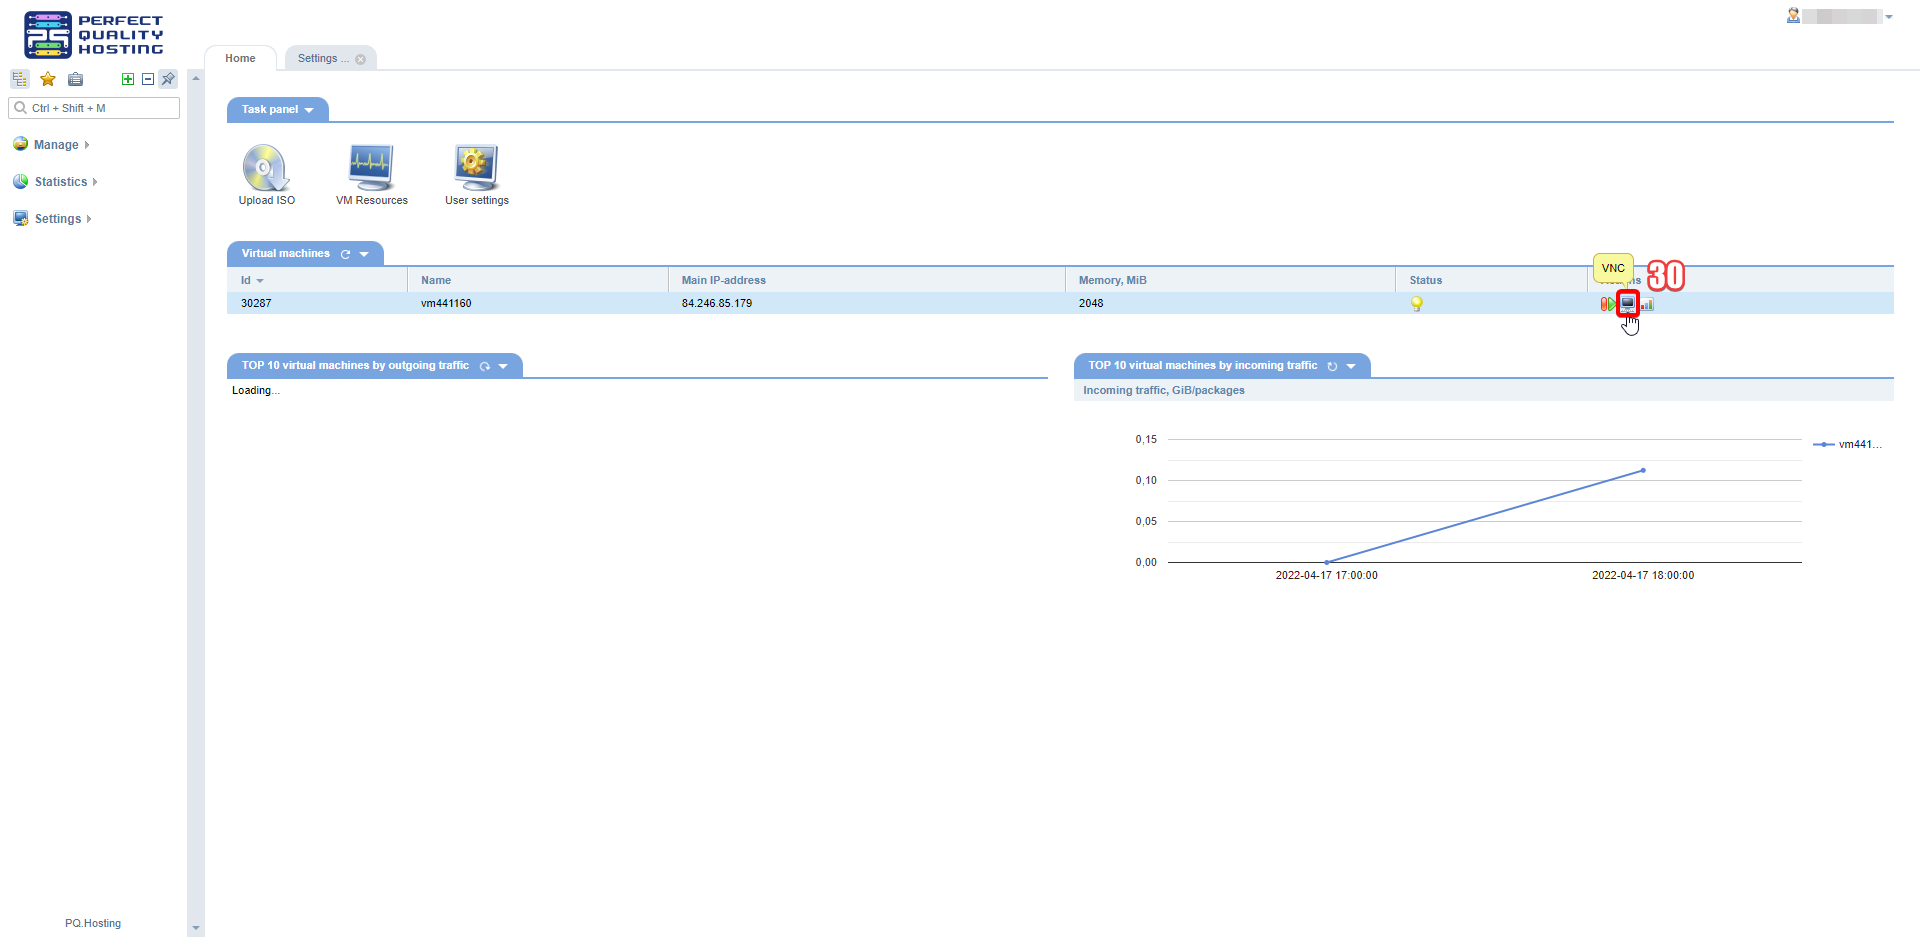 PERFECT
QUALITY
HOSTING
Home
Settings ...
Ctrl + Shift + M
Manage
Statistics
Settings
Task panel
Upload ISO
VM Resources
User settings
Virtual machines
VNC
30
Id Name Main IP-address Memory, MiB Status
30287 vm441160 84.246.85.179 2048
TOP 10 virtual machines by outgoing traffic
Loading...
TOP 10 virtual machines by incoming traffic
Incoming traffic, GiB/packages
0,15
vm441...
0,10
0,05
0,00
2022-04-17 17:00:00 2022-04-17 18:00:00
PQ.Hosting